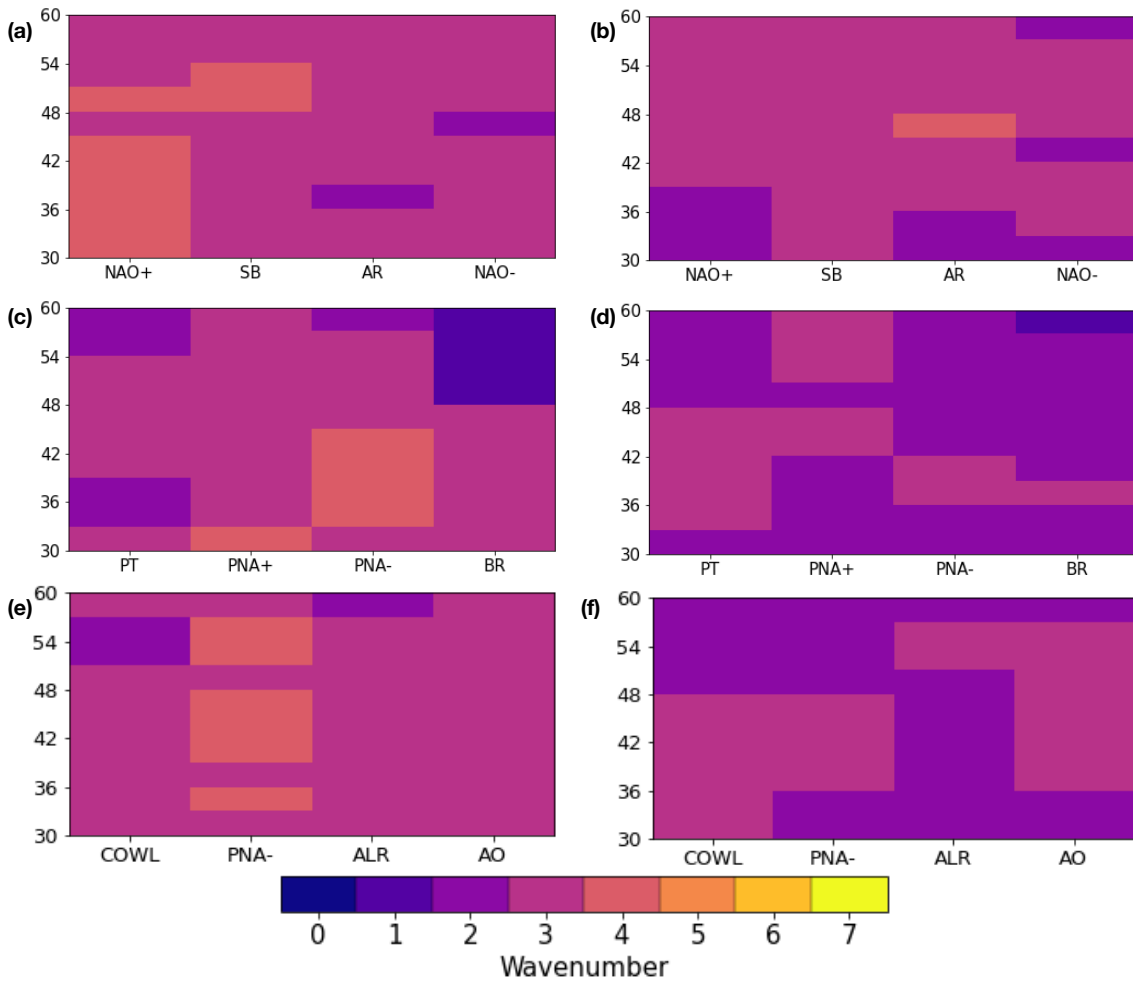 (a)
60
54
48
42
36
30
NAO+ SB AR NAO-
(b)
60
54
48
42
36
30
NAO+ SB AR NAO-
(c)
60
54
48
42
36
30
PT PNA+ PNA- BR
(d)
60
54
48
42
36
30
PT PNA+ PNA- BR
(e)
60
54
48
42
36
30
COWL PNA- ALR AO
(f)
60
54
48
42
36
30
COWL PNA- ALR AO
0 1 2 3 4 5 6 7
Wavenumber